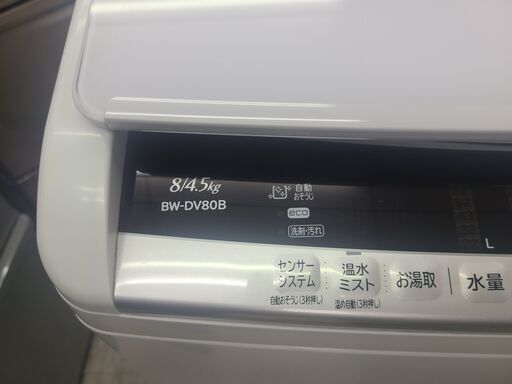 8/4.5kg
自動
おそうじ
BW-DV80B
eco
洗剤・汚れ
L
センサー
システム
温水
ミスト
お湯取
水量
自動おそうじ(3秒押し)
温め自動(3秒押し)